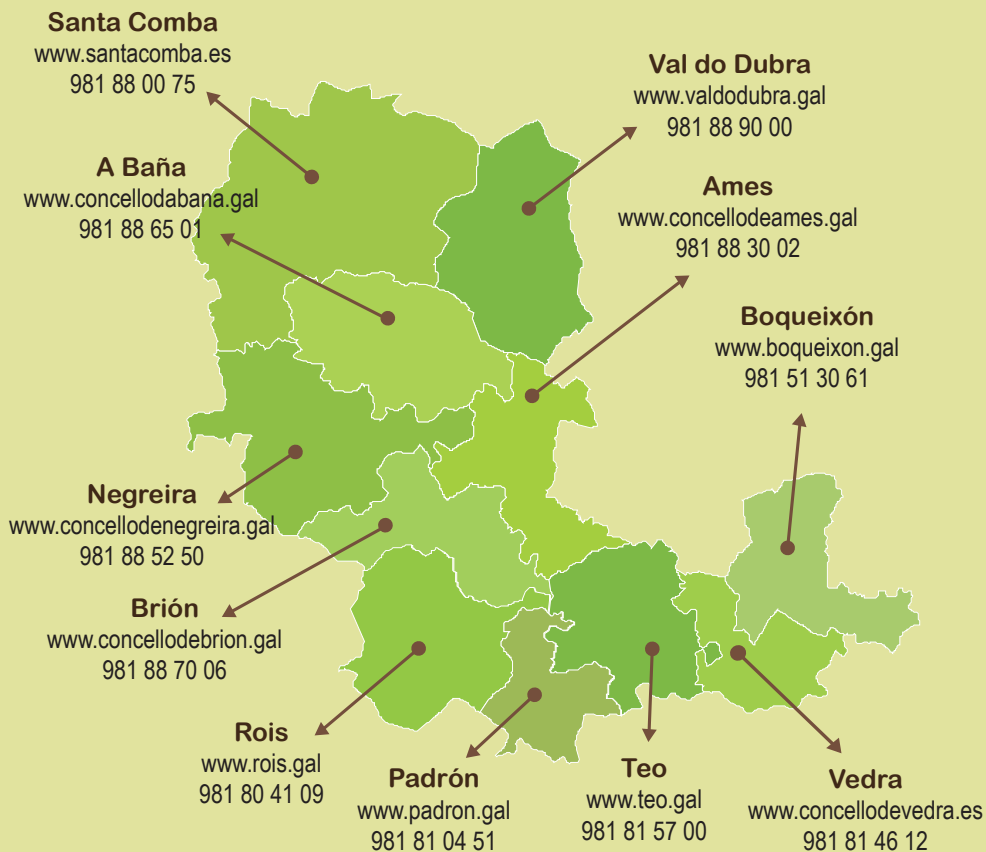 Santa Comba
www.santacomba.es
981 88 00 75
Val do Dubra
www.valdodubra.gal
981 88 90 00
A Baña
www.concellodabana.gal
981 88 65 01
Ames
www.concellodeames.gal
981 88 30 02
Boqueixón
www.boqueixon.gal
981 51 30 61
Negreira
www.concellodenegreira.gal
981 88 52 50
Brión
www.concellodebrion.gal
981 88 70 06
Rois
www.rois.gal
981 80 41 09
Padrón
www.padron.gal
981 81 04 51
Teo
www.teo.gal
981 81 57 00
Vedra
www.concellodevedra.es
981 81 46 12